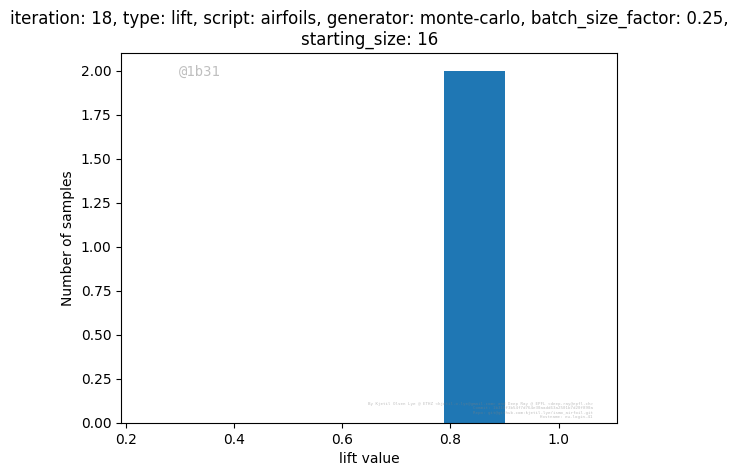 iteration: 18, type: lift, script: airfoils, generator: monte-carlo, batch_size_factor: 0.25,
starting_size: 16
@1b31
2.00
1.75
1.50
1.25
1.00
0.75
0.50
0.25
0.00
Number of samples
0.2 0.4 0.6 0.8 1.0
lift value